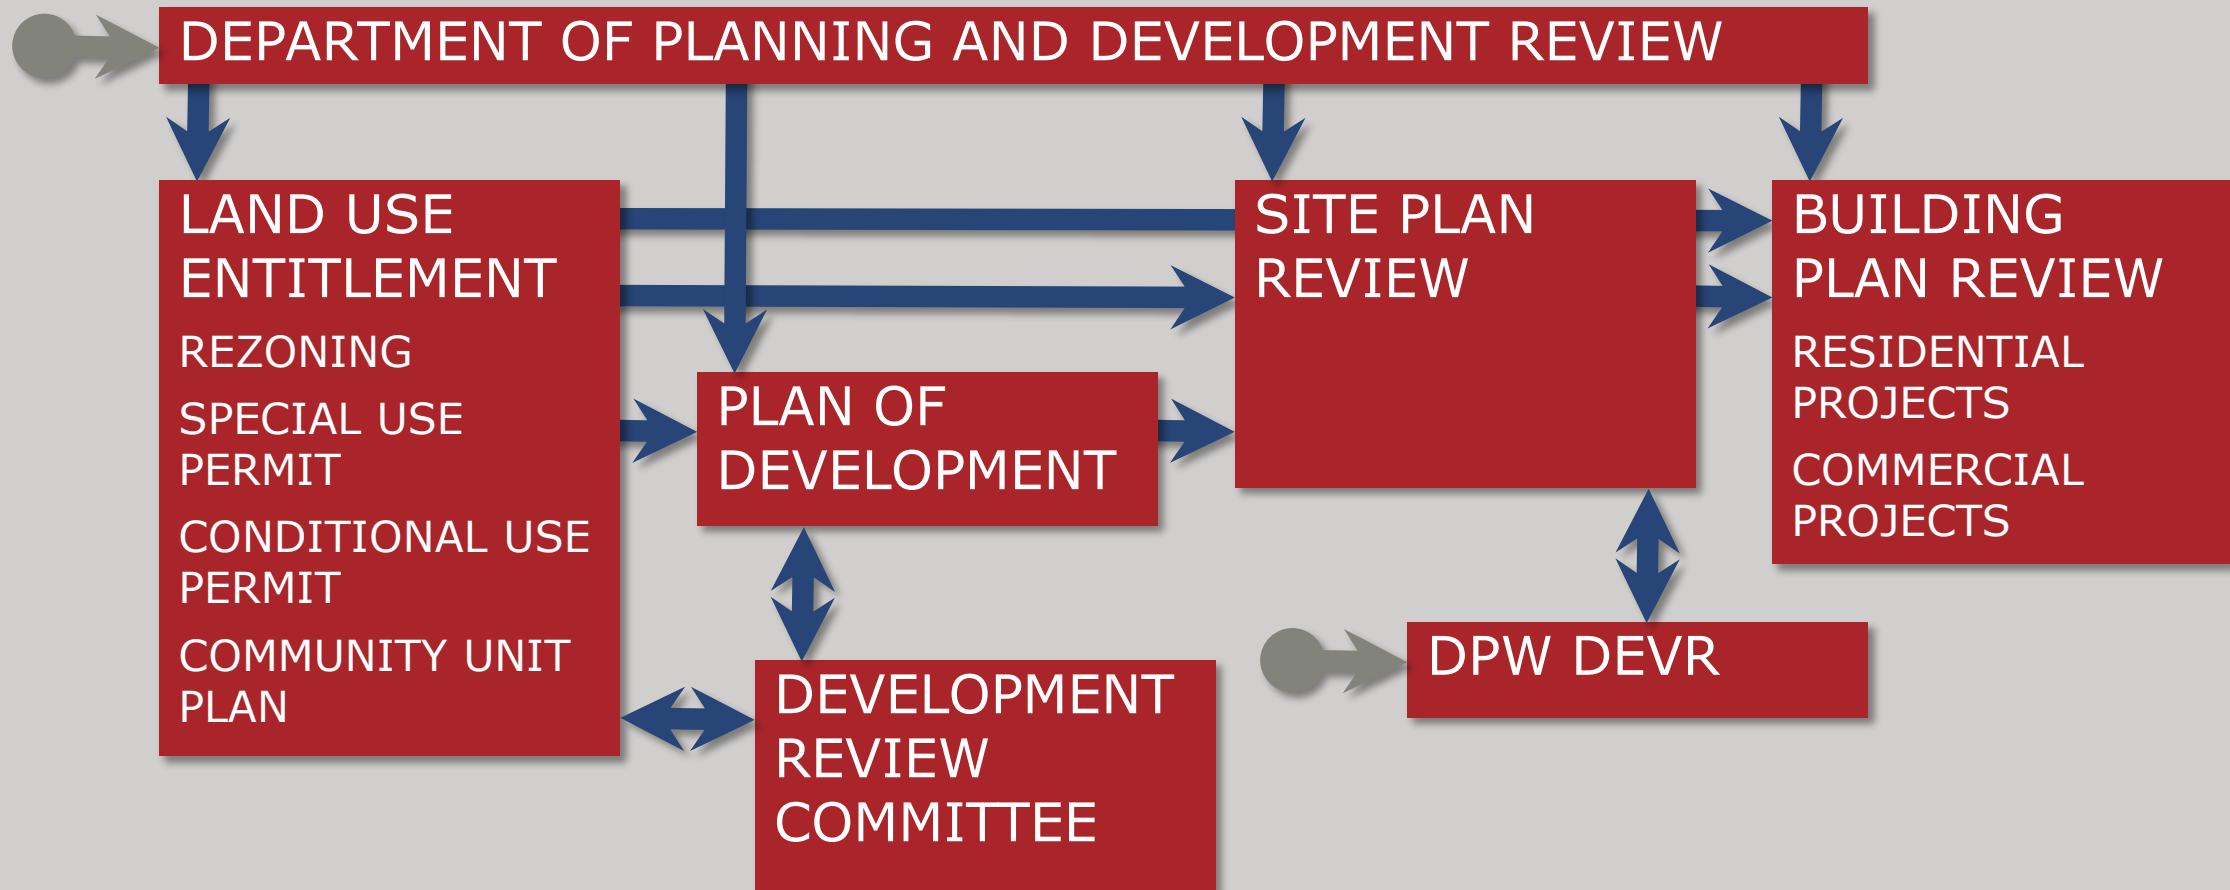 DEPARTMENT OF PLANNING AND DEVELOPMENT REVIEW
LAND USE
ENTITLEMENT
REZONING
SPECIAL USE
PERMIT
CONDITIONAL USE
PERMIT
COMMUNITY UNIT
PLAN
PLAN OF
DEVELOPMENT
DEVELOPMENT
REVIEW
COMMITTEE
SITE PLAN
REVIEW
DPW DEVR
BUILDING
PLAN REVIEW
RESIDENTIAL
PROJECTS
COMMERCIAL
PROJECTS